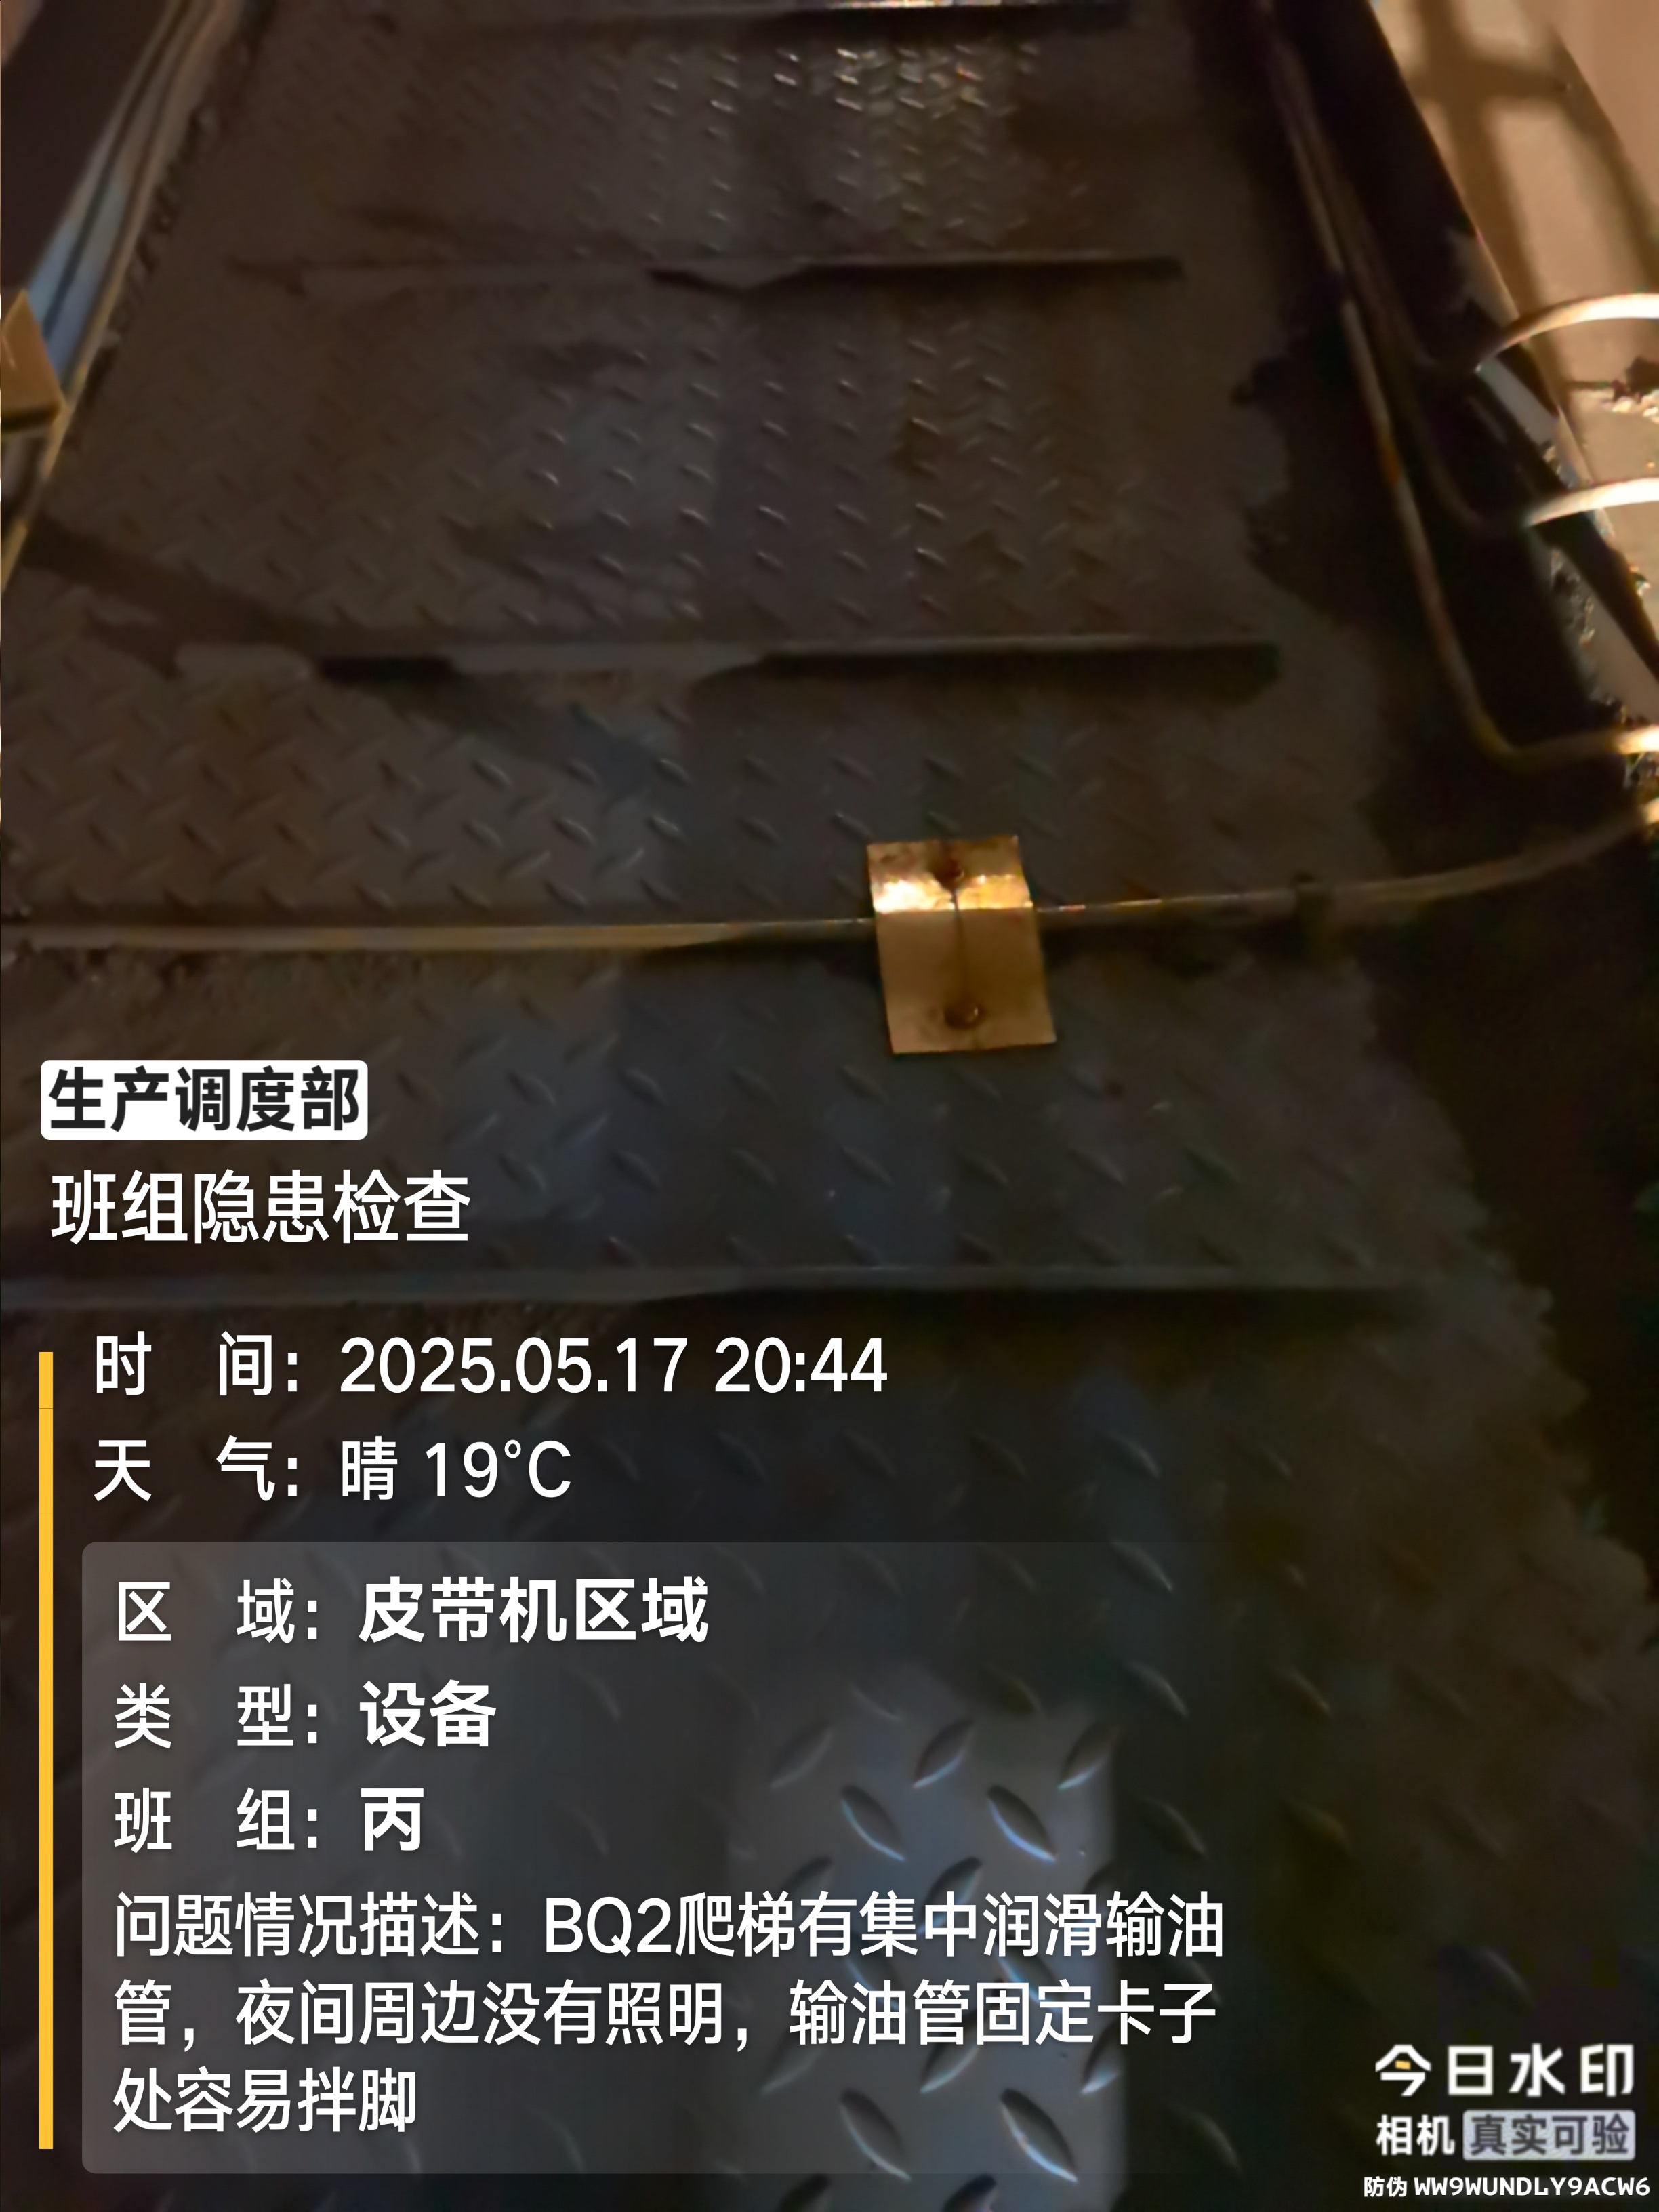 生产调度部
班组隐患检查
时 间：2025.05.17 20:44
天 气：晴 19°C
区 域：皮带机区域
类 型：设备
班 组：丙
问题情况描述：BQ2爬梯有集中润滑输油
管，夜间周边没有照明，输油管固定卡子
处容易拌脚
今日水印
相机 真实可验
防伪 WW9WUNDLY9ACW6